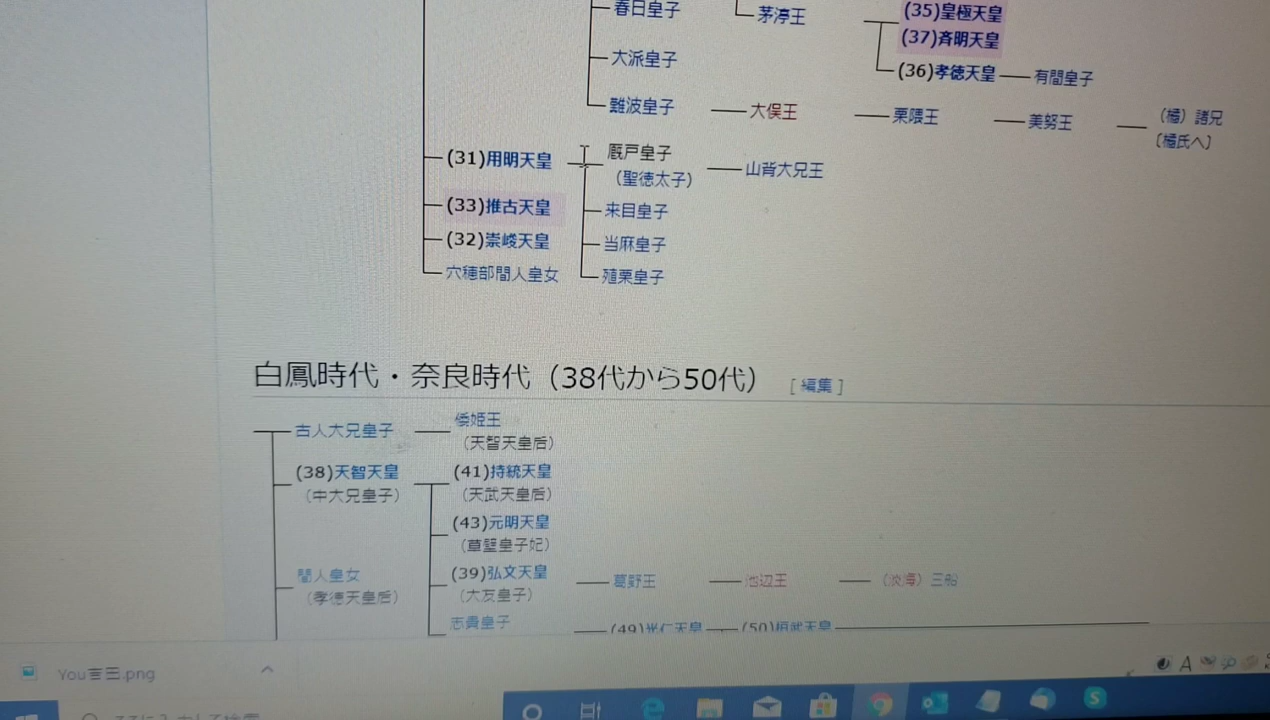 春日皇子
茅渟王
(35)皇極天皇
(37)斉明天皇
大派皇子
(36)孝徳天皇
有間皇子
難波皇子
大俣王
栗隈王
美努王
(橘)諸兄
〔橘氏へ〕
(31)用明天皇
厩戸皇子
(聖徳太子)
山背大兄王
(33)推古天皇
来目皇子
(32)崇峻天皇
当麻皇子
穴穂部間人皇女
殖栗皇子
白鳳時代・奈良時代（38代から50代）
[編集]
古人大兄皇子
倭姫王
(天智天皇后)
(38)天智天皇
(中大兄皇子)
(41)持統天皇
(天武天皇后)
(43)元明天皇
(草壁皇子妃)
間人皇女
(孝徳天皇后)
(39)弘文天皇
(大友皇子)
葛野王
池辺王
(淡海)三船
志貴皇子
(49)光仁天皇
(50)桓武天皇
You言田.png
A
S